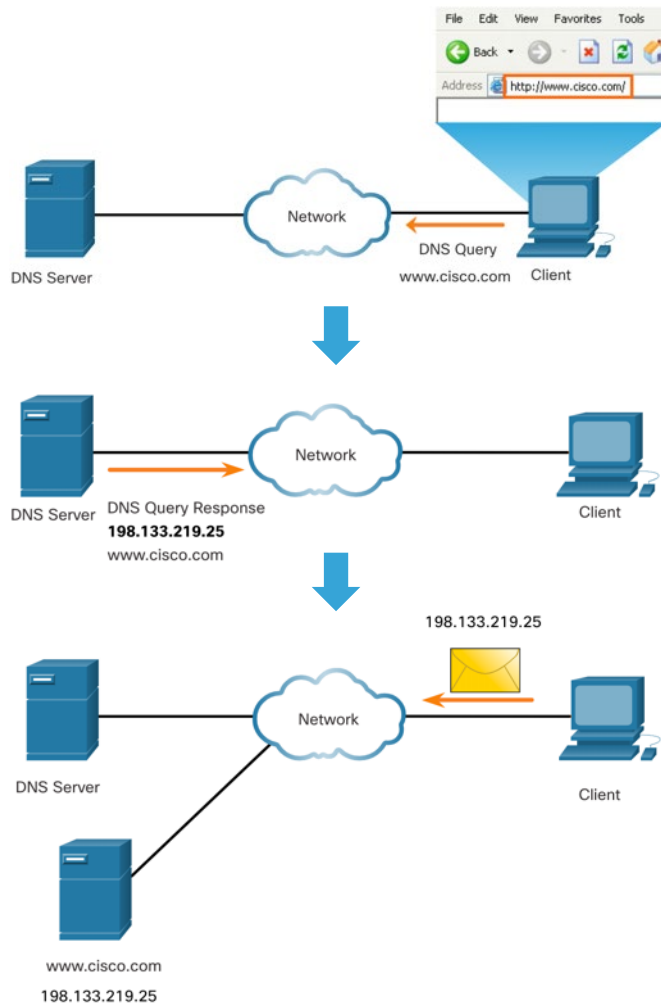 File Edit View Favorites Tools
Back
Address http://www.cisco.com/
Network
DNS Server
DNS Query
www.cisco.com
Client
Network
DNS Server
DNS Query Response
198.133.219.25
www.cisco.com
Client
198.133.219.25
Network
DNS Server
Client
www.cisco.com
198.133.219.25